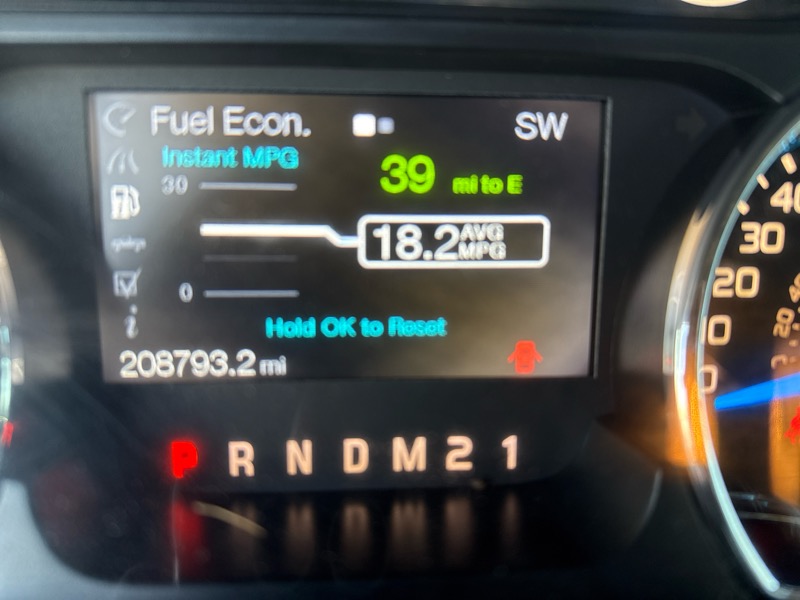 Fuel Econ.
SW
Instant MPG
39 mi to E
30
18.2 AVG MPG
0
Hold OK to Reset
208793.2 mi
P R N D M 2 1
40
30
20